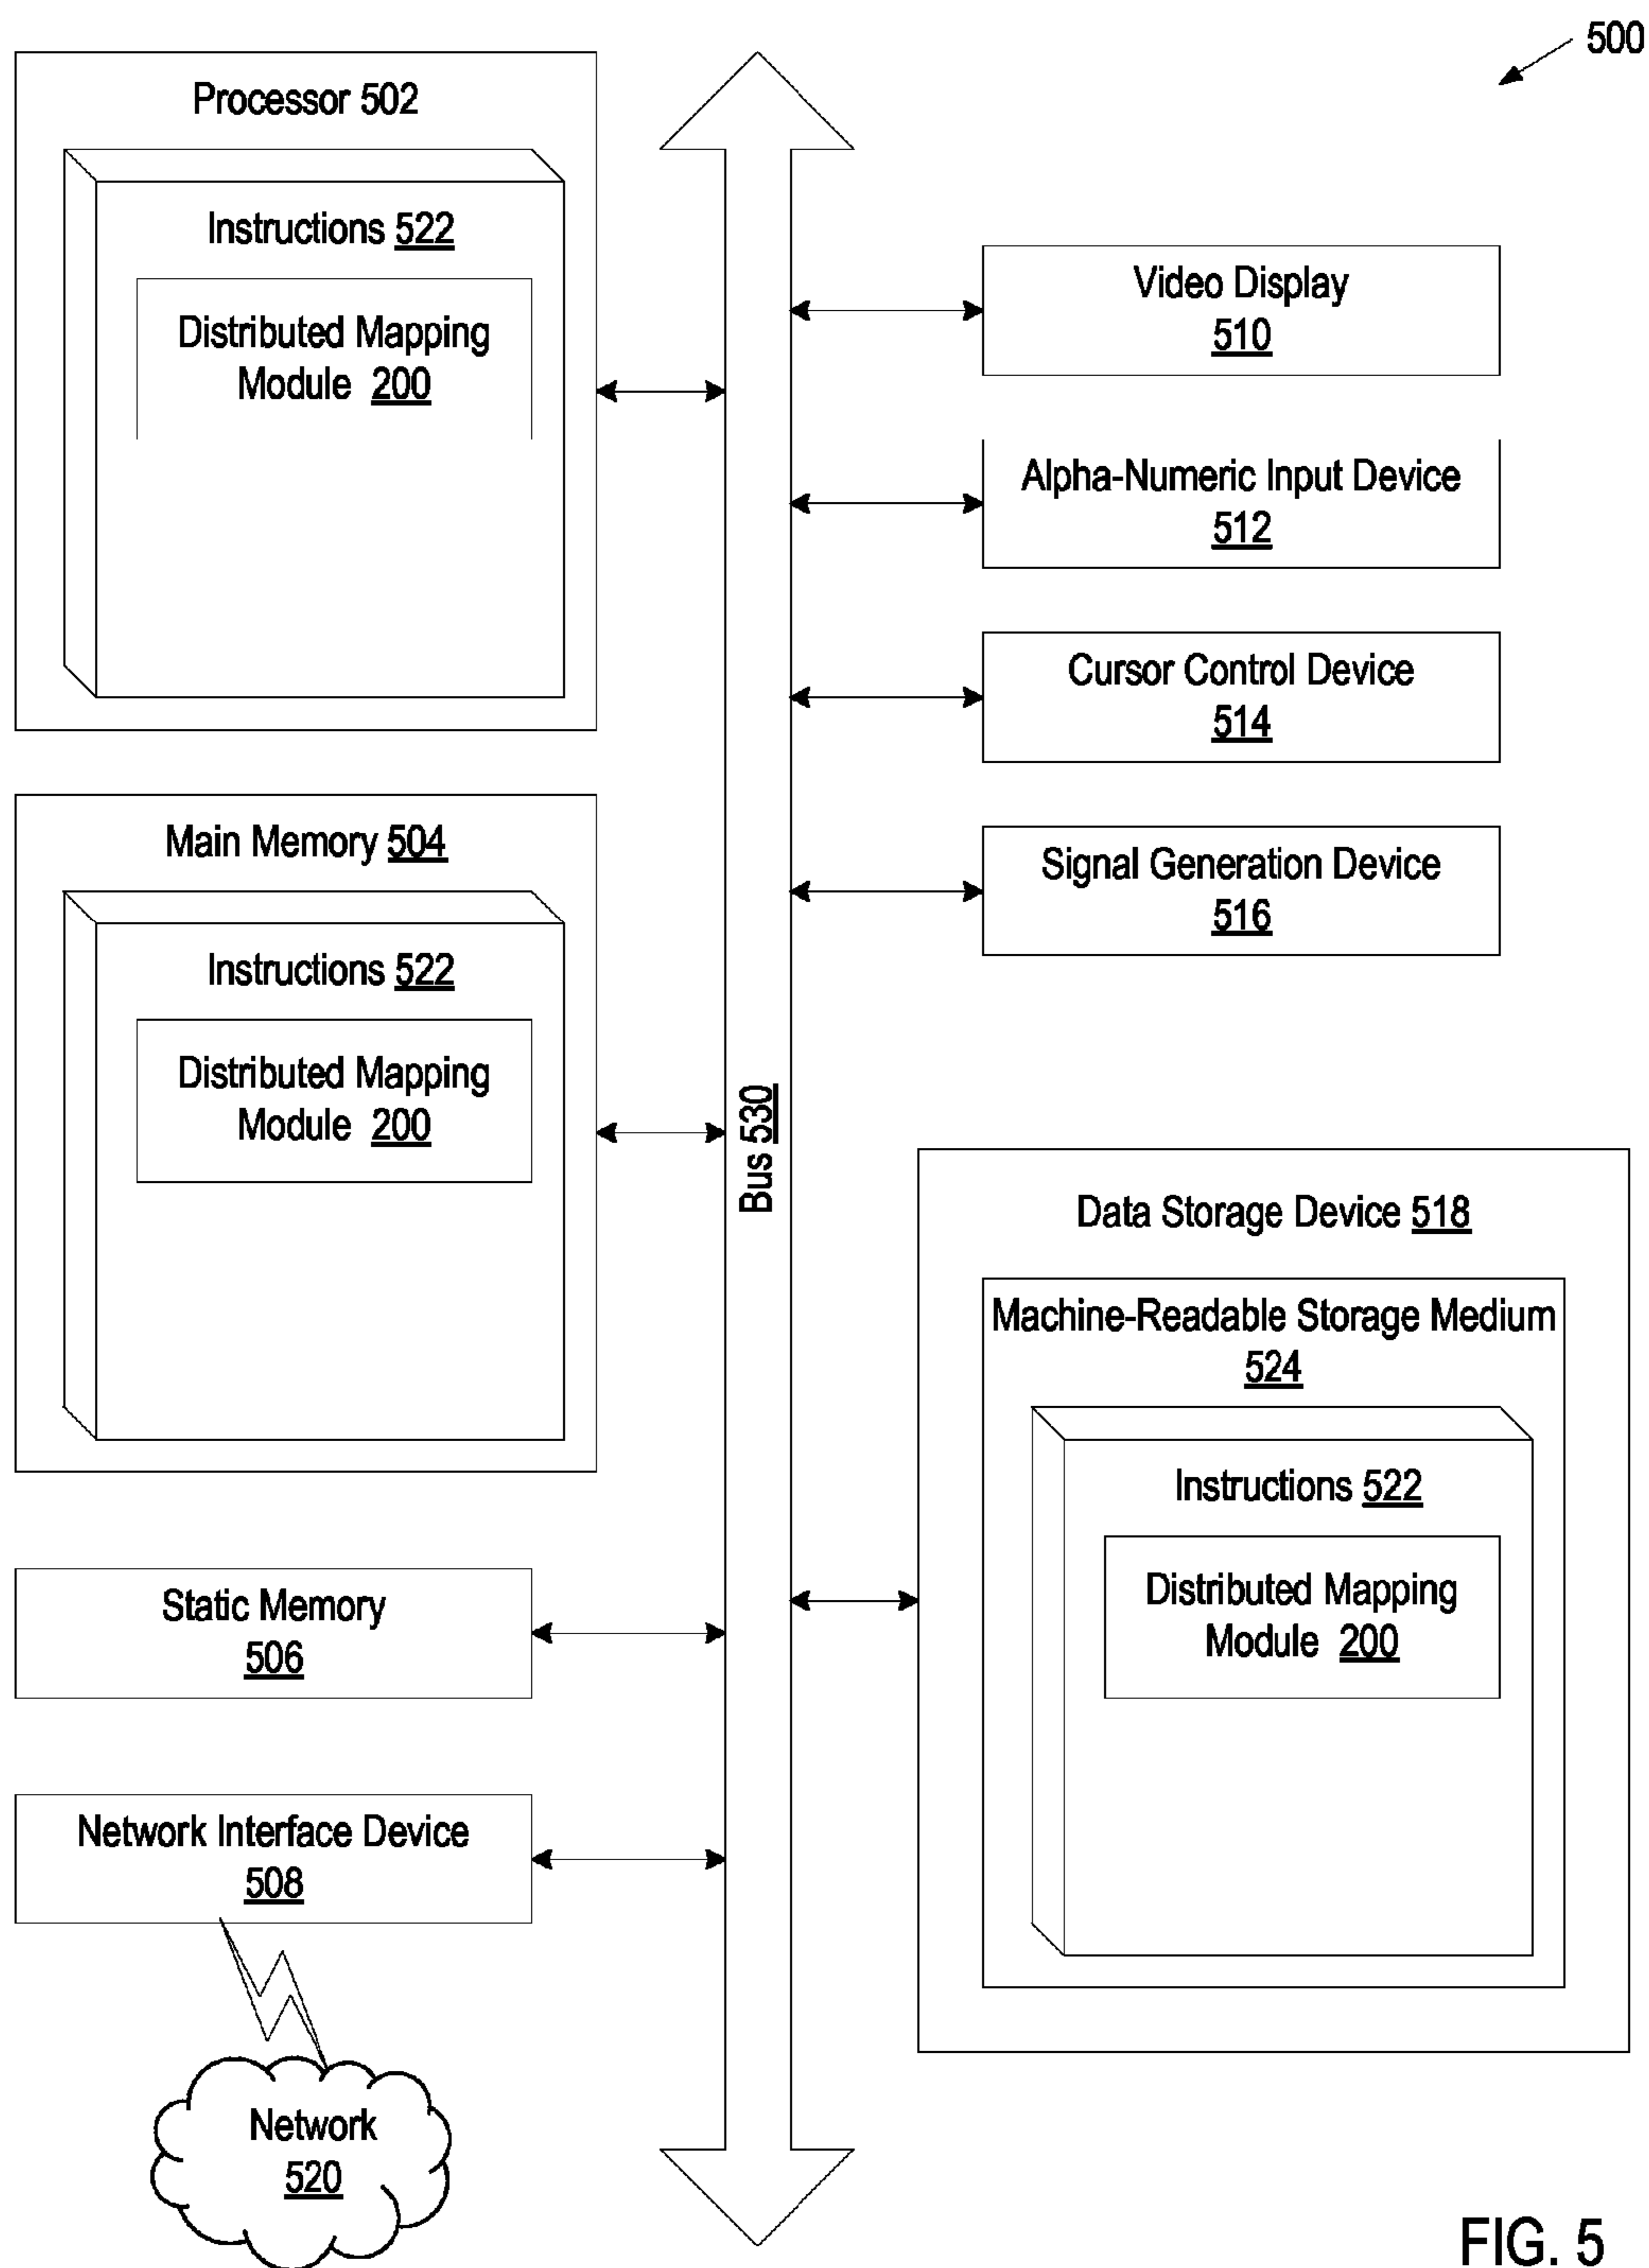 500
Processor 502
Instructions 522
Distributed Mapping
Module 200
Main Memory 504
Instructions 522
Distributed Mapping
Module 200
Static Memory
506
Network Interface Device
508
Network
520
Bus 530
Video Display
510
Alpha-Numeric Input Device
512
Cursor Control Device
514
Signal Generation Device
516
Data Storage Device 518
Machine-Readable Storage Medium
524
Instructions 522
Distributed Mapping
Module 200
FIG. 5